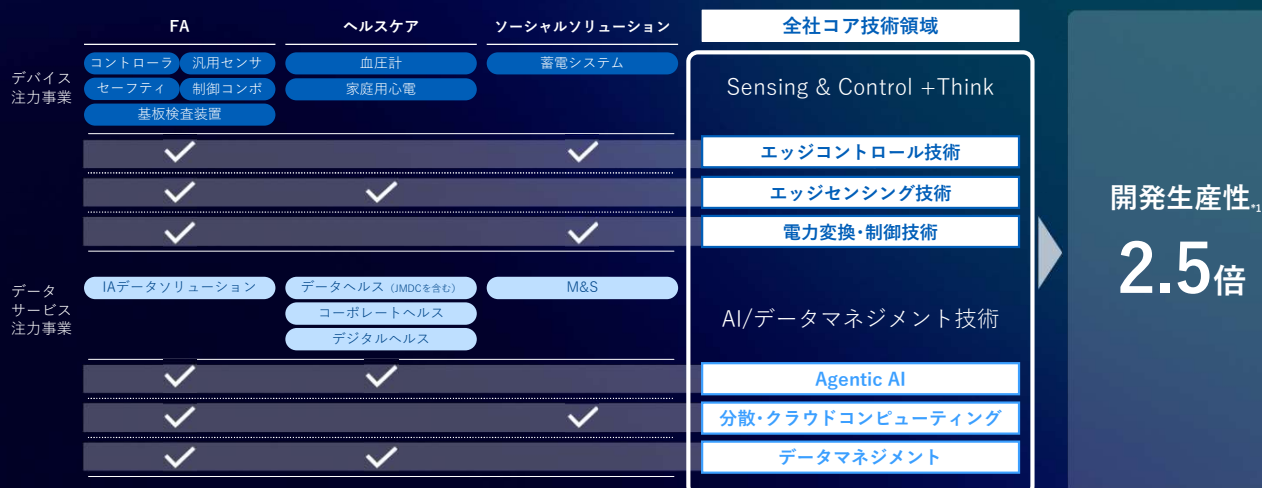 FA
ヘルスケア
ソーシャルソリューション
全社コア技術領域
デバイス
注力事業
コントローラ
汎用センサ
セーフティ
制御コンポ
基板検査装置
血圧計
家庭用心電
蓄電システム
Sensing & Control +Think
エッジコントロール技術
エッジセンシング技術
電力変換・制御技術
データ
サービス
注力事業
IAデータソリューション
データヘルス (JMDCを含む)
コーポレートヘルス
デジタルヘルス
M&S
AI/データマネジメント技術
Agentic AI
分散・クラウドコンピューティング
データマネジメント
開発生産性*1
2.5倍